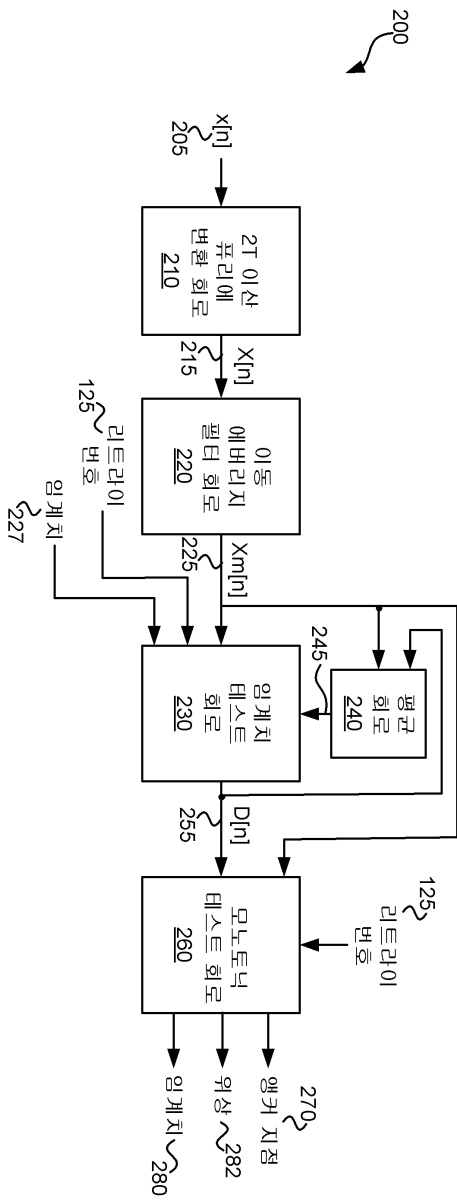 200
x[n]
205
2T 이산
퓨리에
변환 회로
210
X[n]
215
이동
에버리지
필터 회로
220
Xm[n]
225
리트라이
번호
125
임계치
227
임계치
테스트
회로
230
평균
회로
240
245
D[n]
255
모노토닉
테스트 회로
260
리트라이
번호
125
앵커 지점
270
위상
282
임계치
280